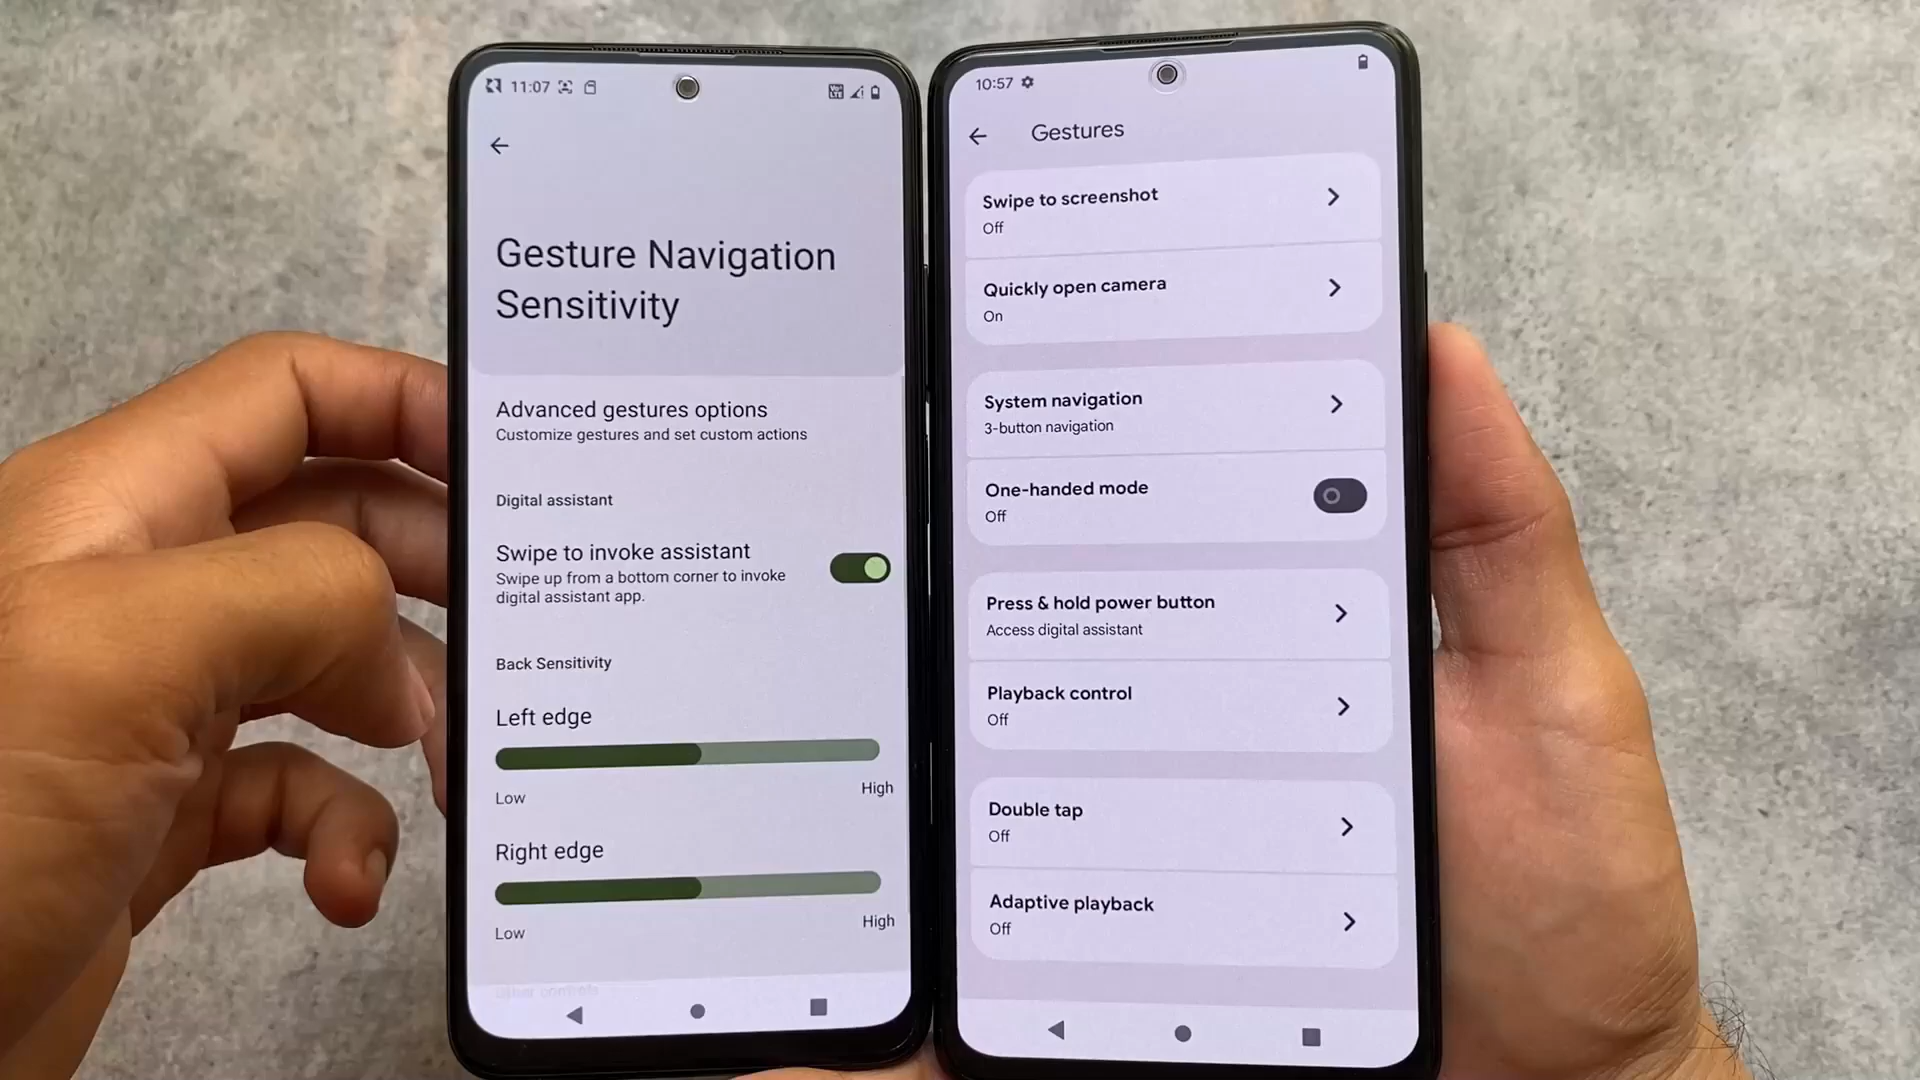 11:07
Gesture Navigation
Sensitivity
Advanced gestures options
Customize gestures and set custom actions
Digital assistant
Swipe to invoke assistant
Swipe up from a bottom corner to invoke
digital assistant app.
Back Sensitivity
Left edge
Low High
Right edge
Low High
Other controls
10:57
Gestures
Swipe to screenshot
Off
Quickly open camera
On
System navigation
3-button navigation
One-handed mode
Off
Press & hold power button
Access digital assistant
Playback control
Off
Double tap
Off
Adaptive playback
Off